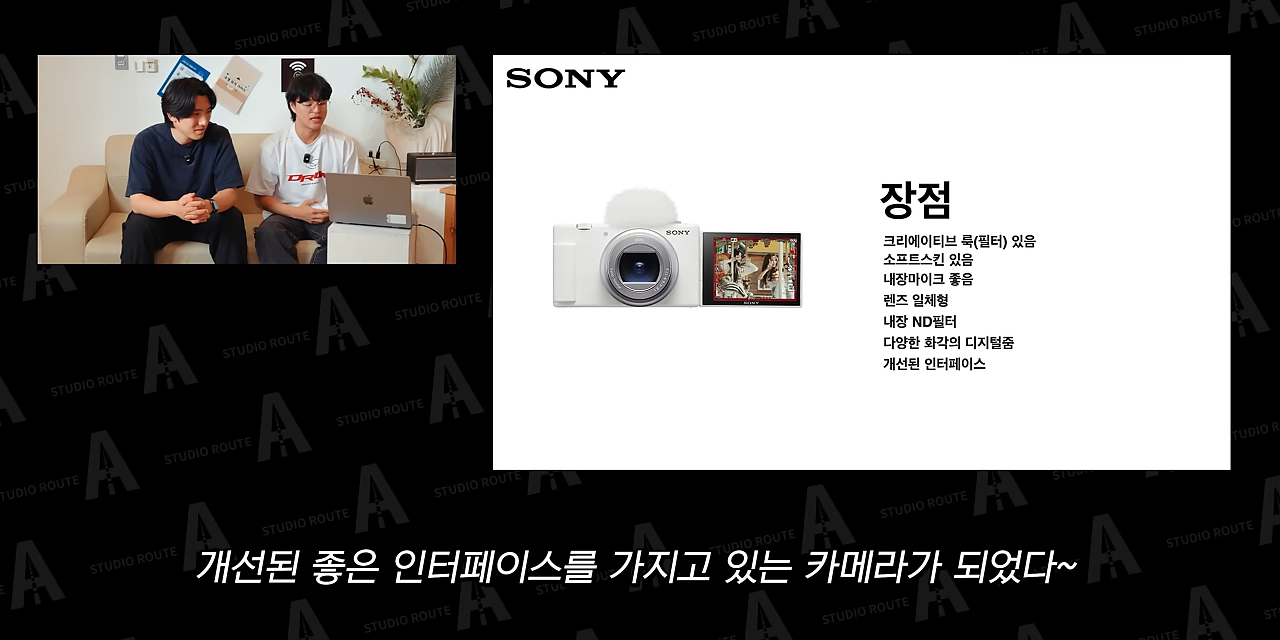 SONY
장점
크리에이티브 룩(필터) 있음
소프트스킨 있음
내장마이크 좋음
렌즈 일체형
내장 ND필터
다양한 화각의 디지털줌
개선된 인터페이스
SONY
SONY
개선된 좋은 인터페이스를 가지고 있는 카메라가 되었다~
STUDIO ROUTE